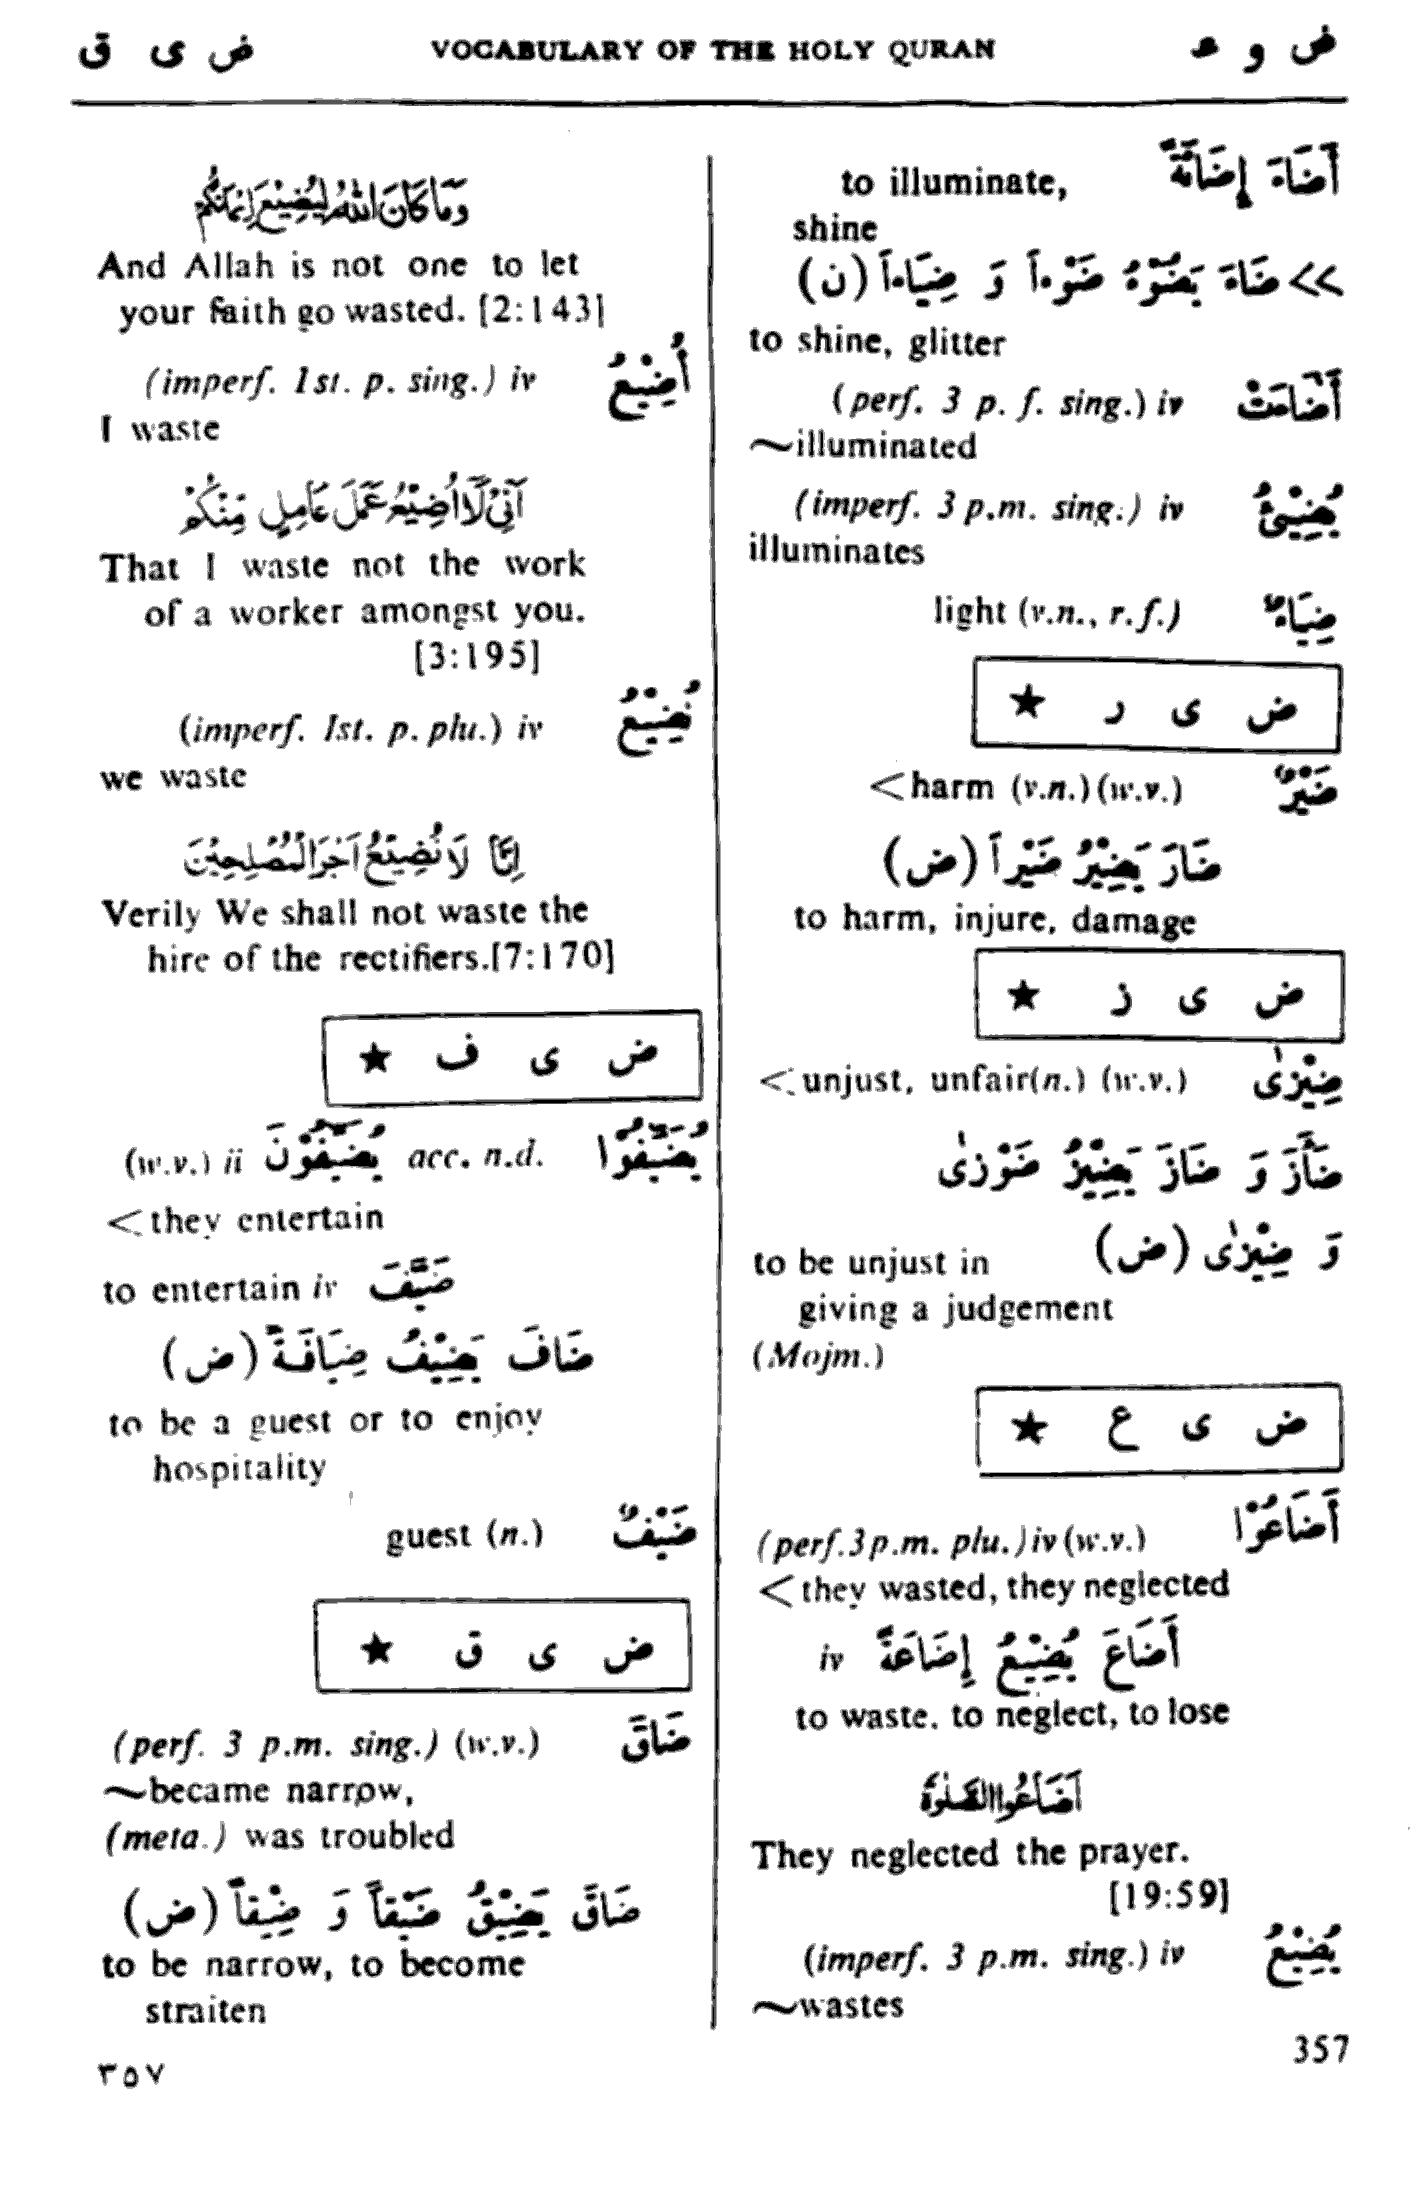 ض و ء VOCABULARY OF THE HOLY QURAN ض ى ق
أَضَاءَ إِضَاءَةً to illuminate,
shine
>> ضَاءَ يَضُوْءُ ضَوْءاً وَ ضِيَاءاً (ن)
to shine, glitter
أَضَاءَتْ (perf. 3 p. f. sing.) iv
~illuminated
يُضِيْئُ (imperf. 3 p.m. sing.) iv
illuminates
ضِيَاءٌ light (v.n., r.f.)
ض ى ر ★
ضَيْرٌ <harm (v.n.) (w.v.)
ضَارَ يَضِيْرُ ضَيْراً (ض)
to harm, injure, damage
ض ى ز ★
ضِيْزٰى <unjust, unfair(n.) (w.v.)
ضَأَزَ وَ ضَازَ يَضِيْزُ ضَوْزٰى
وَ ضِيْزٰى (ض) to be unjust in
giving a judgement
(Mojm.)
ض ى ع ★
أَضَاعُوْا (perf.3p.m. plu.) iv (w.v.)
<they wasted, they neglected
أَضَاعَ يُضِيْعُ إِضَاعَةً iv
to waste, to neglect, to lose
اَضَاعُوا الصَّلٰوةَ
They neglected the prayer.
[19:59]
يُضِيْعُ (imperf. 3 p.m. sing.) iv
~wastes
وَمَا كَانَ اللّٰهُ لِيُضِيْعَ اِيْمَانَكُمْ
And Allah is not one to let
your faith go wasted. [2:143]
أُضِيْعُ (imperf. 1st. p. sing.) iv
I waste
اَنِّىْ لَا اُضِيْعُ عَمَلَ عَامِلٍ مِّنْكُمْ
That I waste not the work
of a worker amongst you.
[3:195]
نُضِيْعُ (imperf. Ist. p. plu.) iv
we waste
اِنَّا لَا نُضِيْعُ اَجْرَ الْمُصْلِحِيْنَ
Verily We shall not waste the
hire of the rectifiers.[7:170]
ض ى ف ★
يُضَيِّفُوْا acc. n.d. يُضَيِّفُوْنَ (w.v.) ii
<they entertain
ضَيَّفَ to entertain iv
ضَافَ يَضِيْفُ ضِيَافَةً (ض)
to be a guest or to enjoy
hospitality
ضَيْفٌ guest (n.)
ض ى ق ★
ضَاقَ (perf. 3 p.m. sing.) (w.v.)
~became narrow,
(meta.) was troubled
ضَاقَ يَضِيْقُ ضَيْقاً وَ ضِيْقاً (ض)
to be narrow, to become
straiten
357
٣٥٧